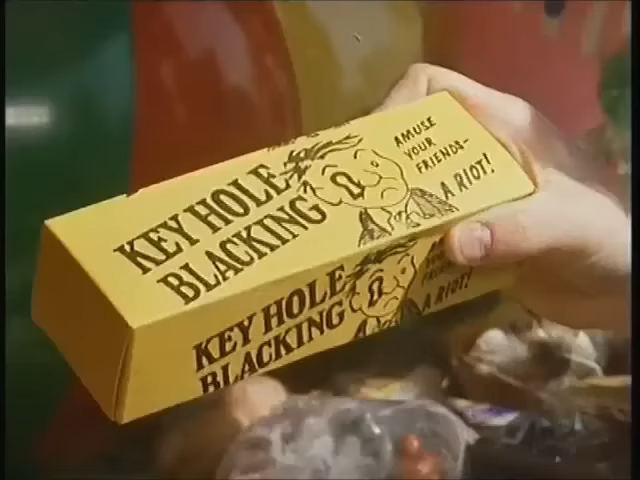 KEY HOLE
BLACKING
AMUSE
YOUR
FRIENDS-
A RIOT!
KEY HOLE
BLACKING
A RIOT!